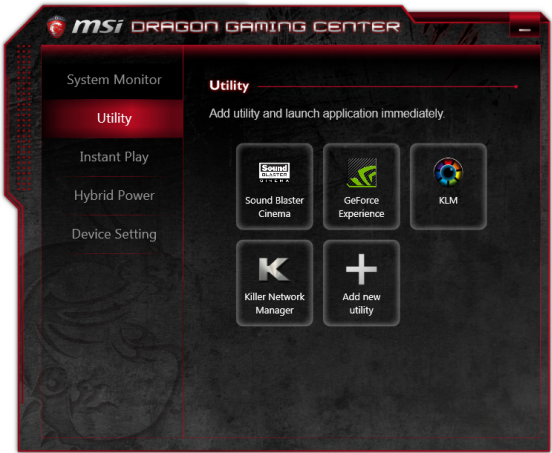 msi DRAGON GAMING CENTER
System Monitor
Utility
Instant Play
Hybrid Power
Device Setting
Utility
Add utility and launch application immediately.
Sound
BLASTER
CINEMA
Sound Blaster
Cinema
GeForce
Experience
KLM
K
Killer Network
Manager
Add new
utility